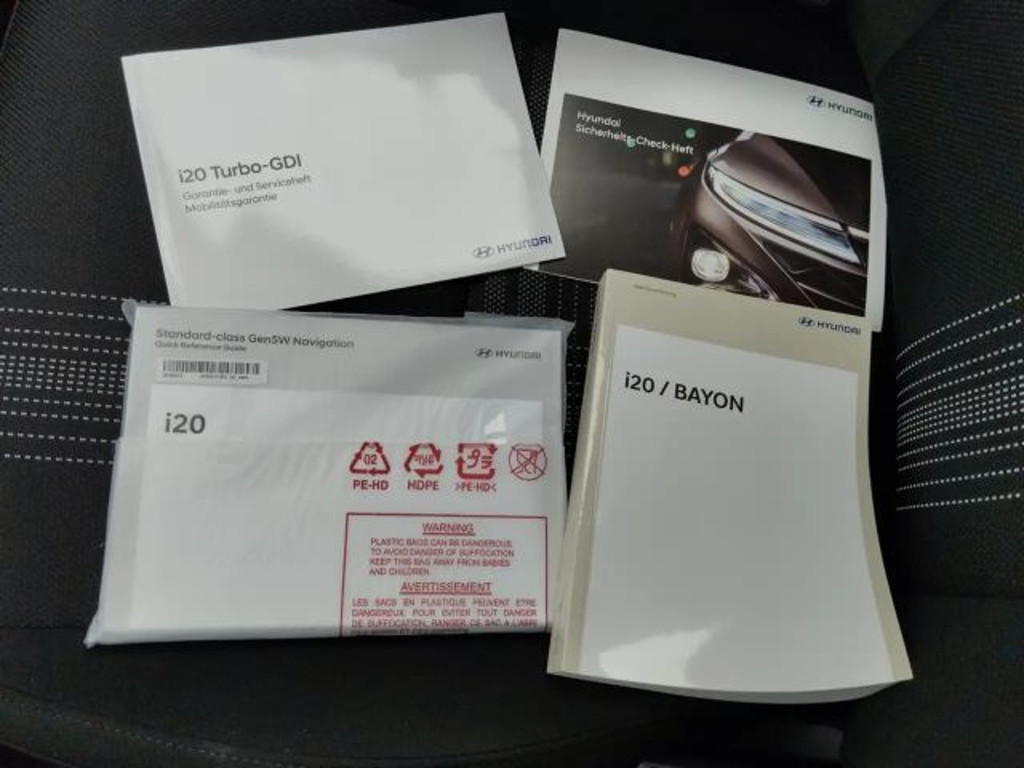 i20 Turbo-GDI
Garantie- und Serviceheft
Mobilitätsgarantie
HYUNDAI
HYUNDAI
Hyundai
Sicherheits-Check-Heft
Standard-class Gen5W Navigation
Quick Reference Guide
HYUNDAI
i20
02
PE-HD
HDPE
プラ
>PE-HD<
WARNING
PLASTIC BAGS CAN BE DANGEROUS.
TO AVOID DANGER OF SUFFOCATION
KEEP THIS BAG AWAY FROM BABIES
AND CHILDREN.
AVERTISSEMENT
LES SACS EN PLASTIQUE PEUVENT ETRE
DANGEREUX. POUR EVITER TOUT DANGER
DE SUFFOCATION, RANGER CE SAC A L'ABRI
HYUNDAI
i20 / BAYON